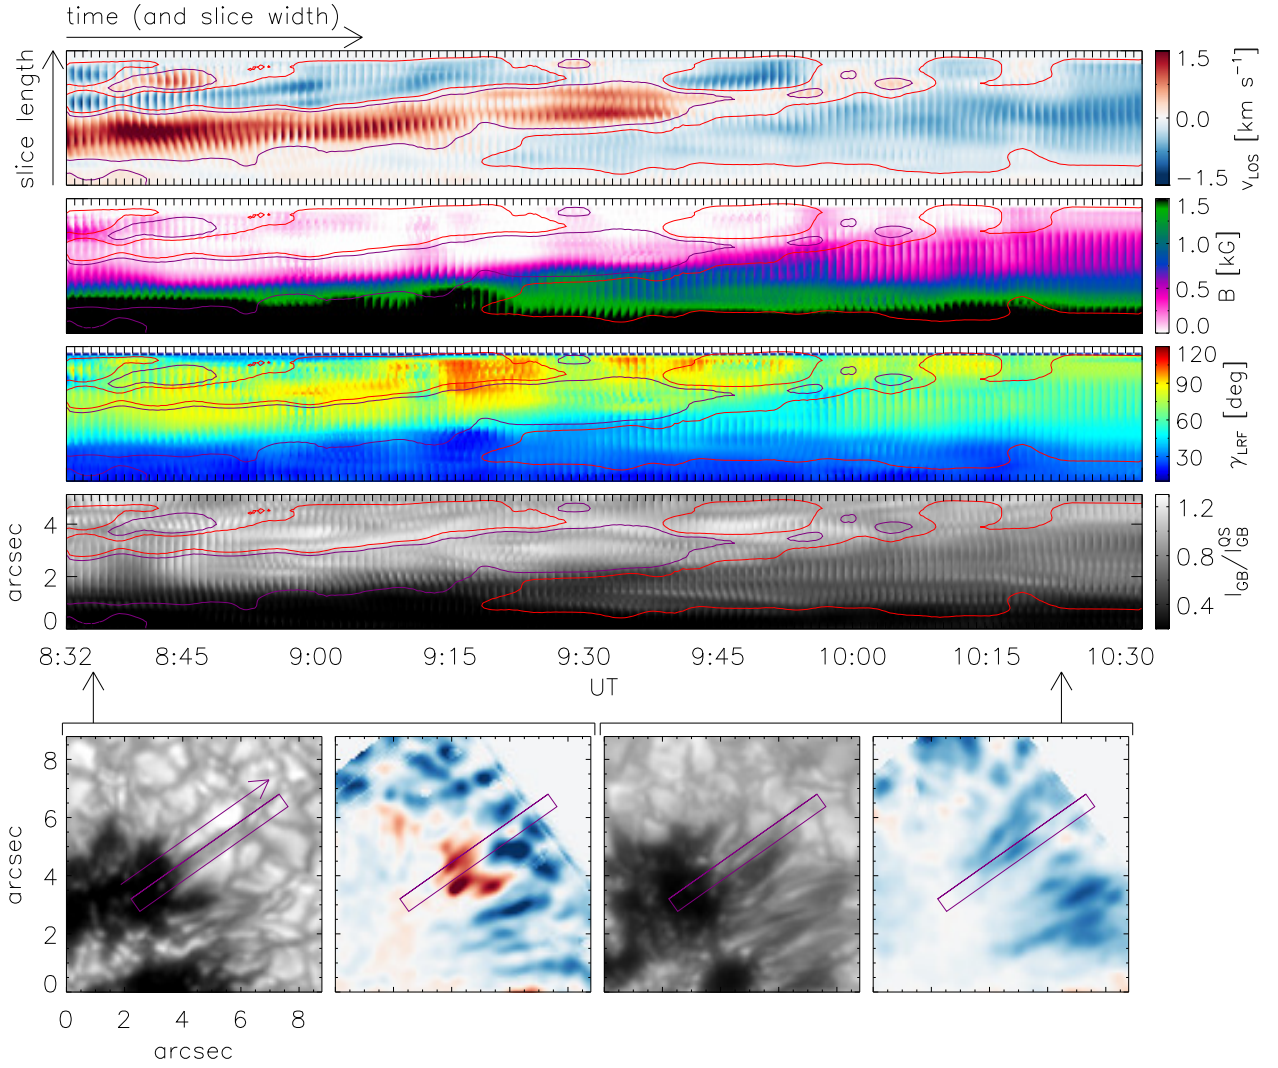 time (and slice width)
slice length
1.5
0.0
−1.5
v_LOS [km s⁻¹]
1.5
1.0
0.5
0.0
B [kG]
120
90
60
30
γ_LRF [deg]
4
2
0
arcsec
1.2
0.8
0.4
I_GB/I_GB^QS
8:32 8:45 9:00 9:15 9:30 9:45 10:00 10:15 10:30
UT
8
6
4
2
0
arcsec
0 2 4 6 8
arcsec